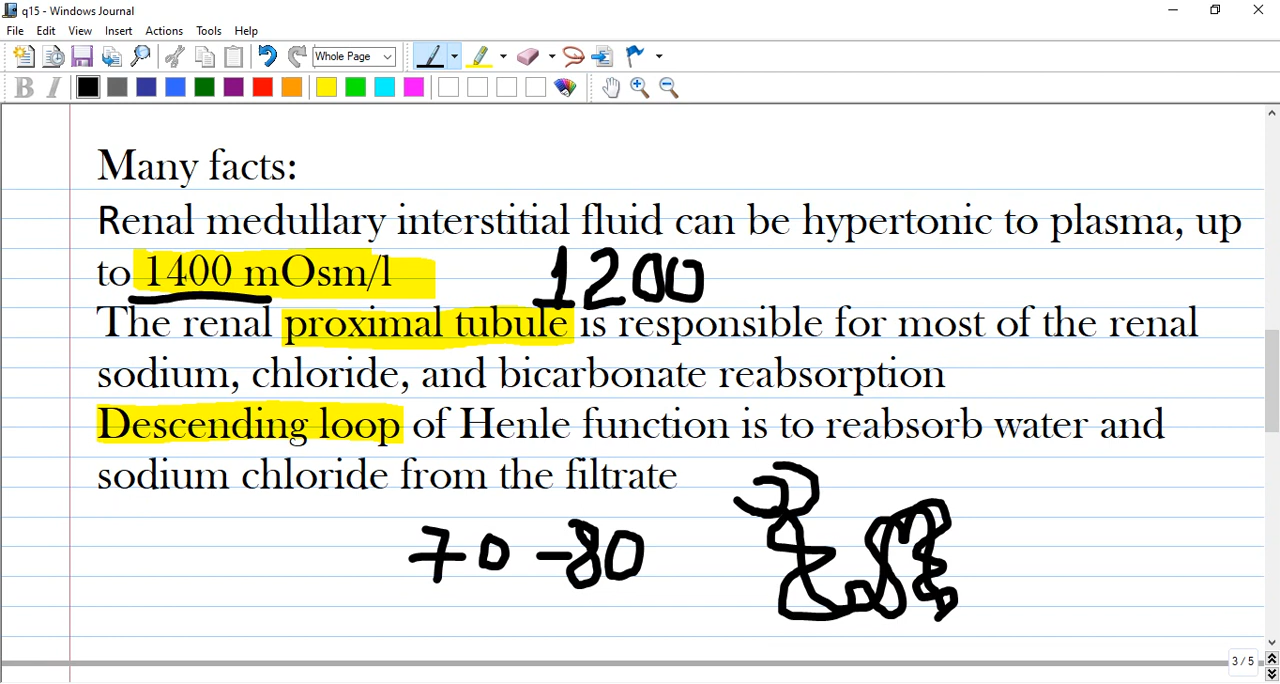 q15 - Windows Journal
File Edit View Insert Actions Tools Help
Whole Page
B I
Many facts:
Renal medullary interstitial fluid can be hypertonic to plasma, up
to 1400 mOsm/l 1200
The renal proximal tubule is responsible for most of the renal
sodium, chloride, and bicarbonate reabsorption
Descending loop of Henle function is to reabsorb water and
sodium chloride from the filtrate
70-80
3 / 5